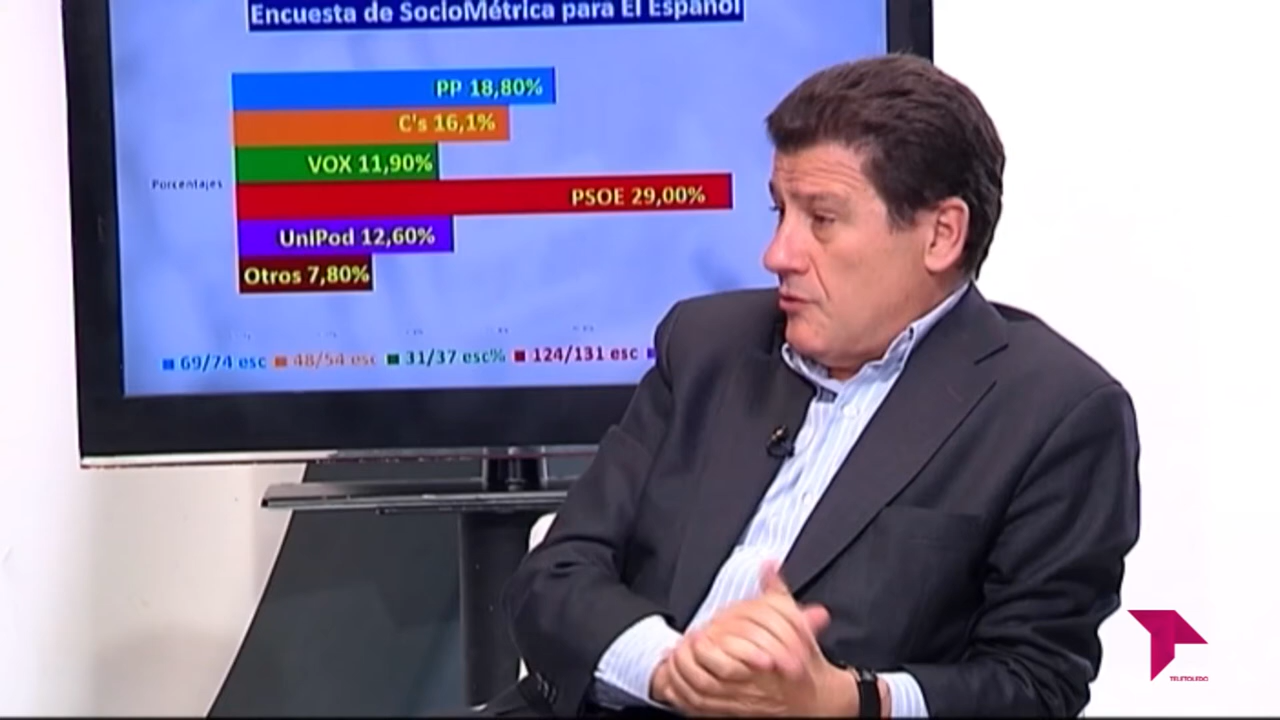 Encuesta de SocioMétrica para El Español
PP 18,80%
C's 16,1%
VOX 11,90%
Porcentajes
PSOE 29,00%
UniPod 12,60%
Otros 7,80%
69/74 esc 48/54 esc 31/37 esc% 124/131 esc
TELETOLEDO